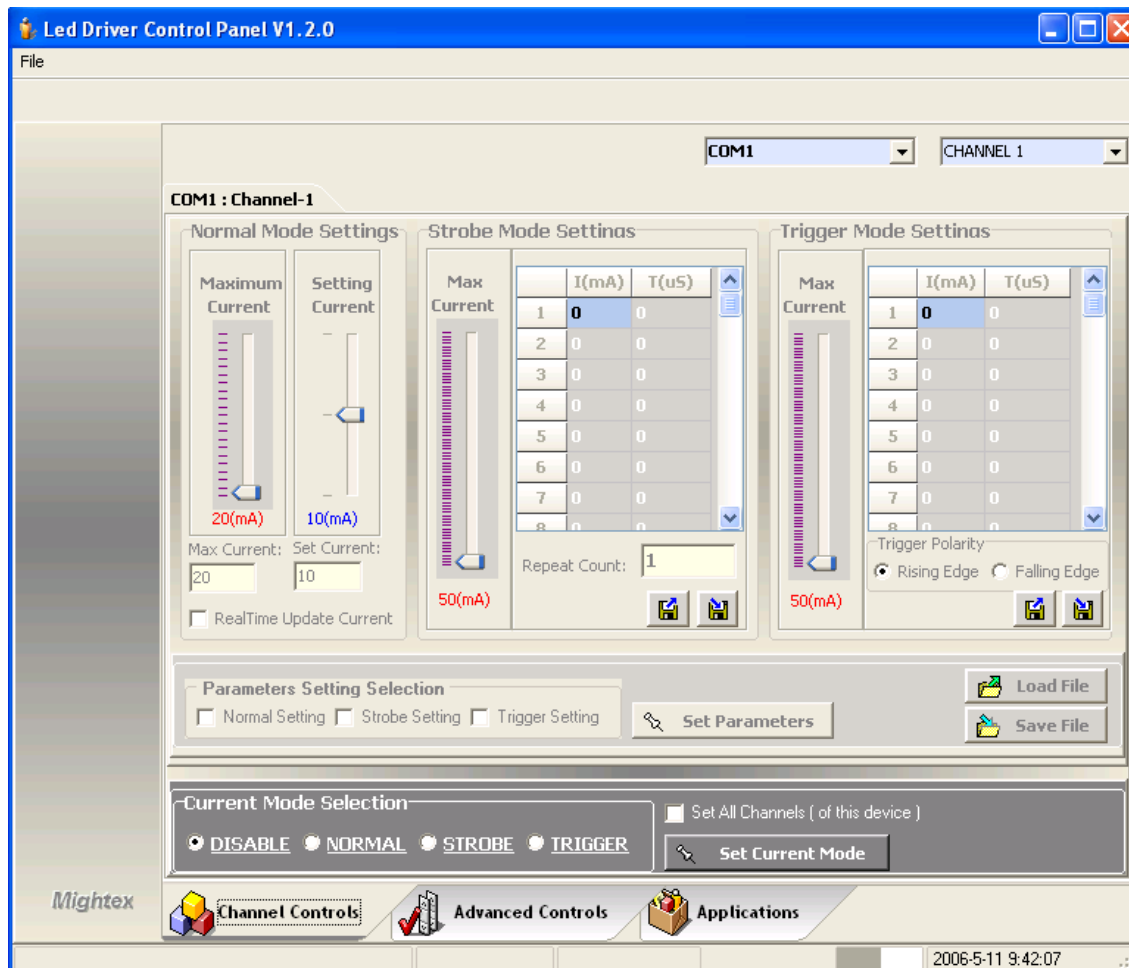 Led Driver Control Panel V1.2.0
File
COM1
CHANNEL 1
COM1 : Channel-1
Normal Mode Settings
Maximum Current
Setting Current
20(mA)
10(mA)
Max Current:
Set Current:
20
10
RealTime Update Current
Strobe Mode Settings
Max Current
50(mA)
I(mA) T(uS)
1 0 0
2 0 0
3 0 0
4 0 0
5 0 0
6 0 0
7 0 0
8
Repeat Count: 1
Trigger Mode Settings
Max Current
50(mA)
I(mA) T(uS)
1 0 0
2 0 0
3 0 0
4 0 0
5 0 0
6 0 0
7 0 0
8
Trigger Polarity
Rising Edge Falling Edge
Parameters Setting Selection
Normal Setting Strobe Setting Trigger Setting
Set Parameters
Load File
Save File
Current Mode Selection
DISABLE NORMAL STROBE TRIGGER
Set All Channels ( of this device )
Set Current Mode
Mightex
Channel Controls
Advanced Controls
Applications
2006-5-11 9:42:07